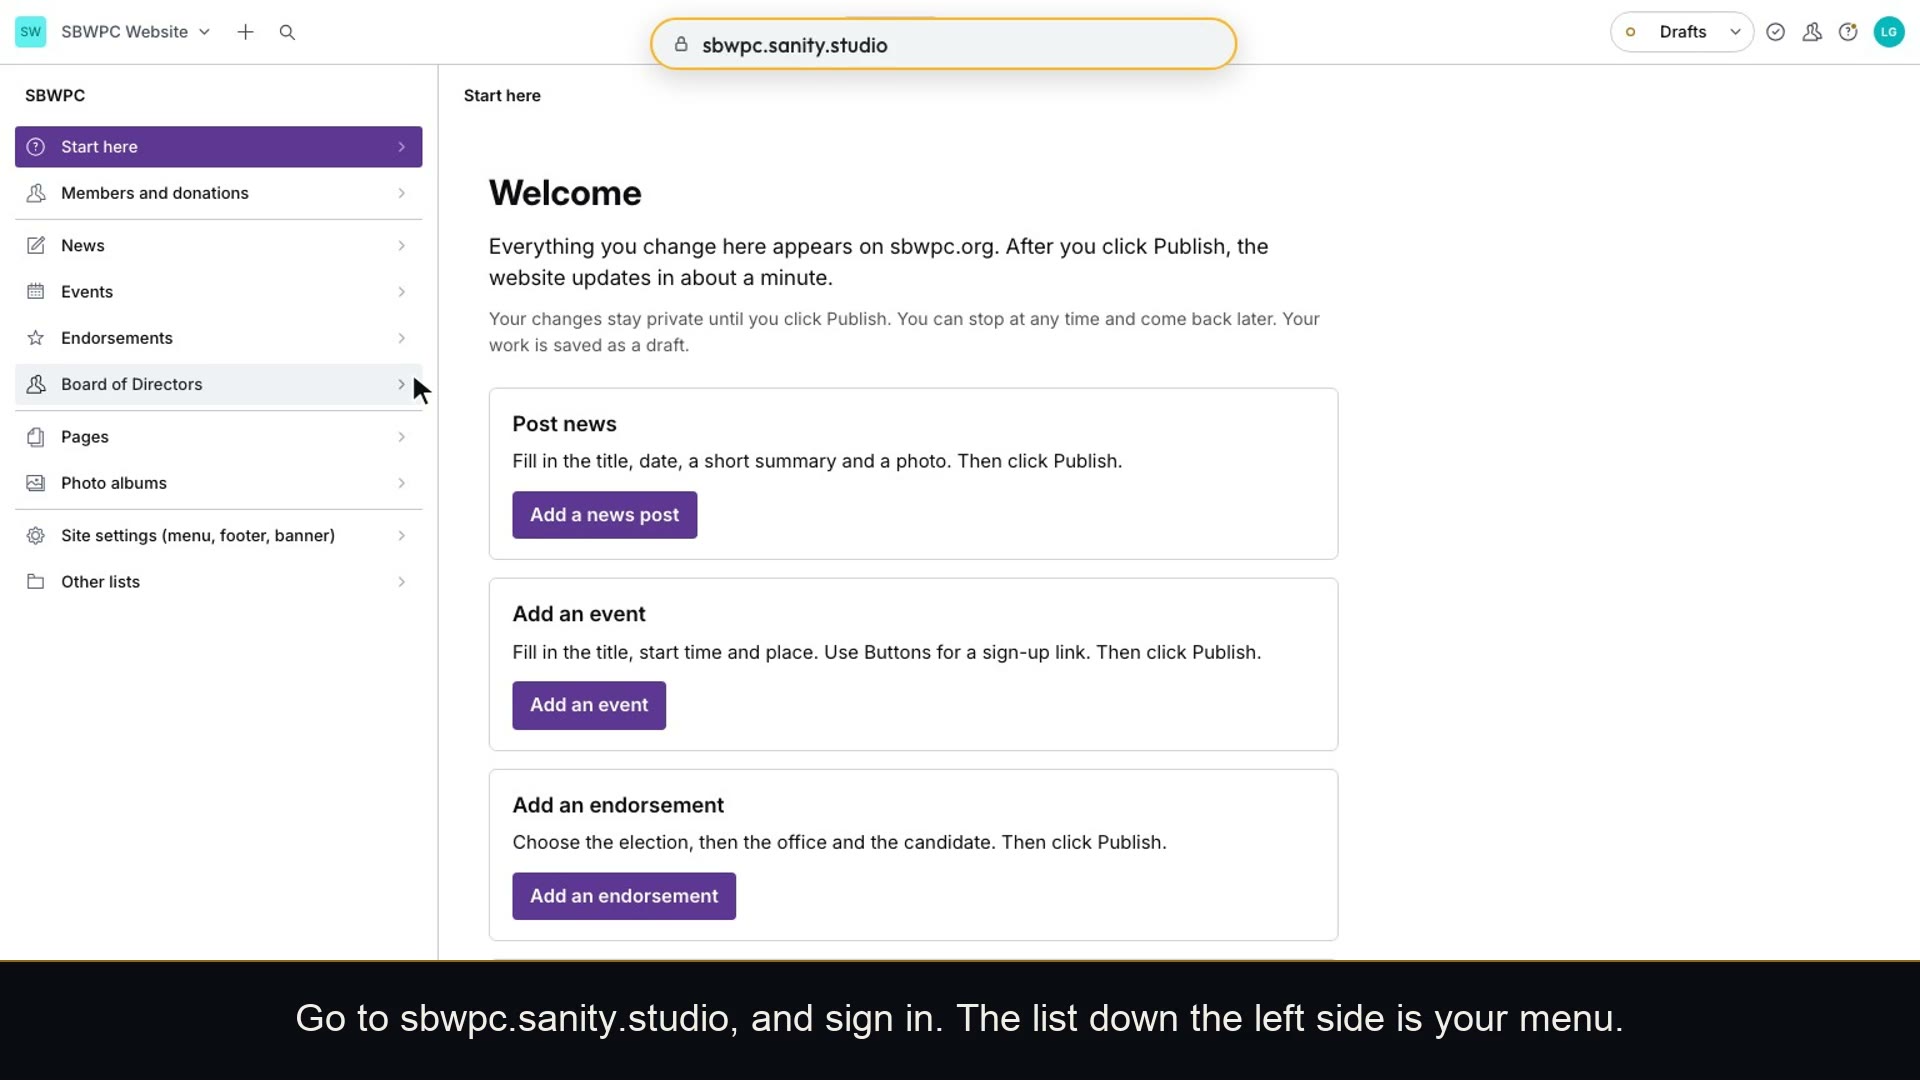 SW SBWPC Website
sbwpc.sanity.studio
Drafts
LG
SBWPC
Start here
Members and donations
News
Events
Endorsements
Board of Directors
Pages
Photo albums
Site settings (menu, footer, banner)
Other lists
Start here
Welcome
Everything you change here appears on sbwpc.org. After you click Publish, the
website updates in about a minute.
Your changes stay private until you click Publish. You can stop at any time and come back later. Your
work is saved as a draft.
Post news
Fill in the title, date, a short summary and a photo. Then click Publish.
Add a news post
Add an event
Fill in the title, start time and place. Use Buttons for a sign-up link. Then click Publish.
Add an event
Add an endorsement
Choose the election, then the office and the candidate. Then click Publish.
Add an endorsement
Go to sbwpc.sanity.studio, and sign in. The list down the left side is your menu.